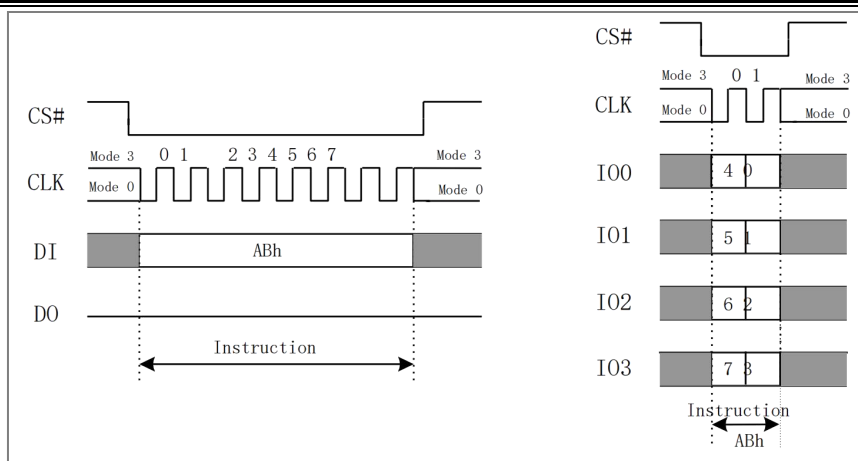 CS#
Mode 3 0 1 2 3 4 5 6 7 Mode 3
CLK Mode 0 Mode 0
DI ABh
DO
Instruction
CS#
Mode 3 0 1 Mode 3
CLK Mode 0 Mode 0
IO0 4 0
IO1 5 1
IO2 6 2
IO3 7 3
Instruction
ABh